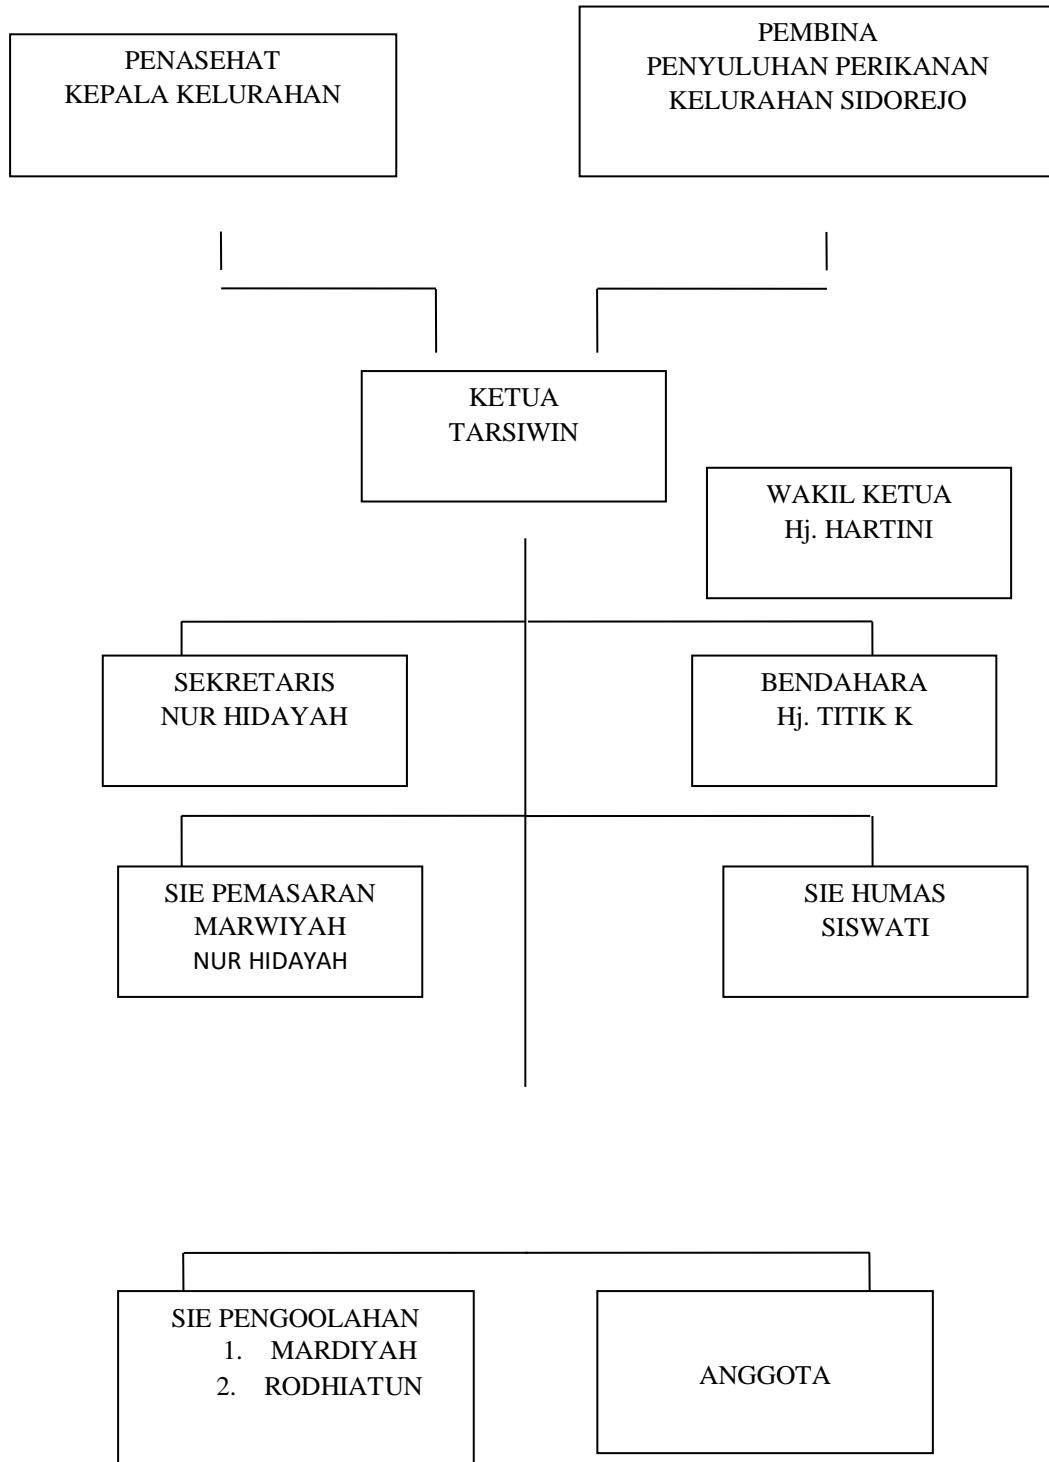 PENASEHAT
KEPALA KELURAHAN
PEMBINA
PENYULUHAN PERIKANAN
KELURAHAN SIDOREJO
KETUA
TARSIWIN
WAKIL KETUA
Hj. HARTINI
SEKRETARIS
NUR HIDAYAH
BENDAHARA
Hj. TITIK K
SIE PEMASARAN
MARWIYAH
NUR HIDAYAH
SIE HUMAS
SISWATI
SIE PENGOOLAHAN
1. MARDIYAH
2. RODHIATUN
ANGGOTA